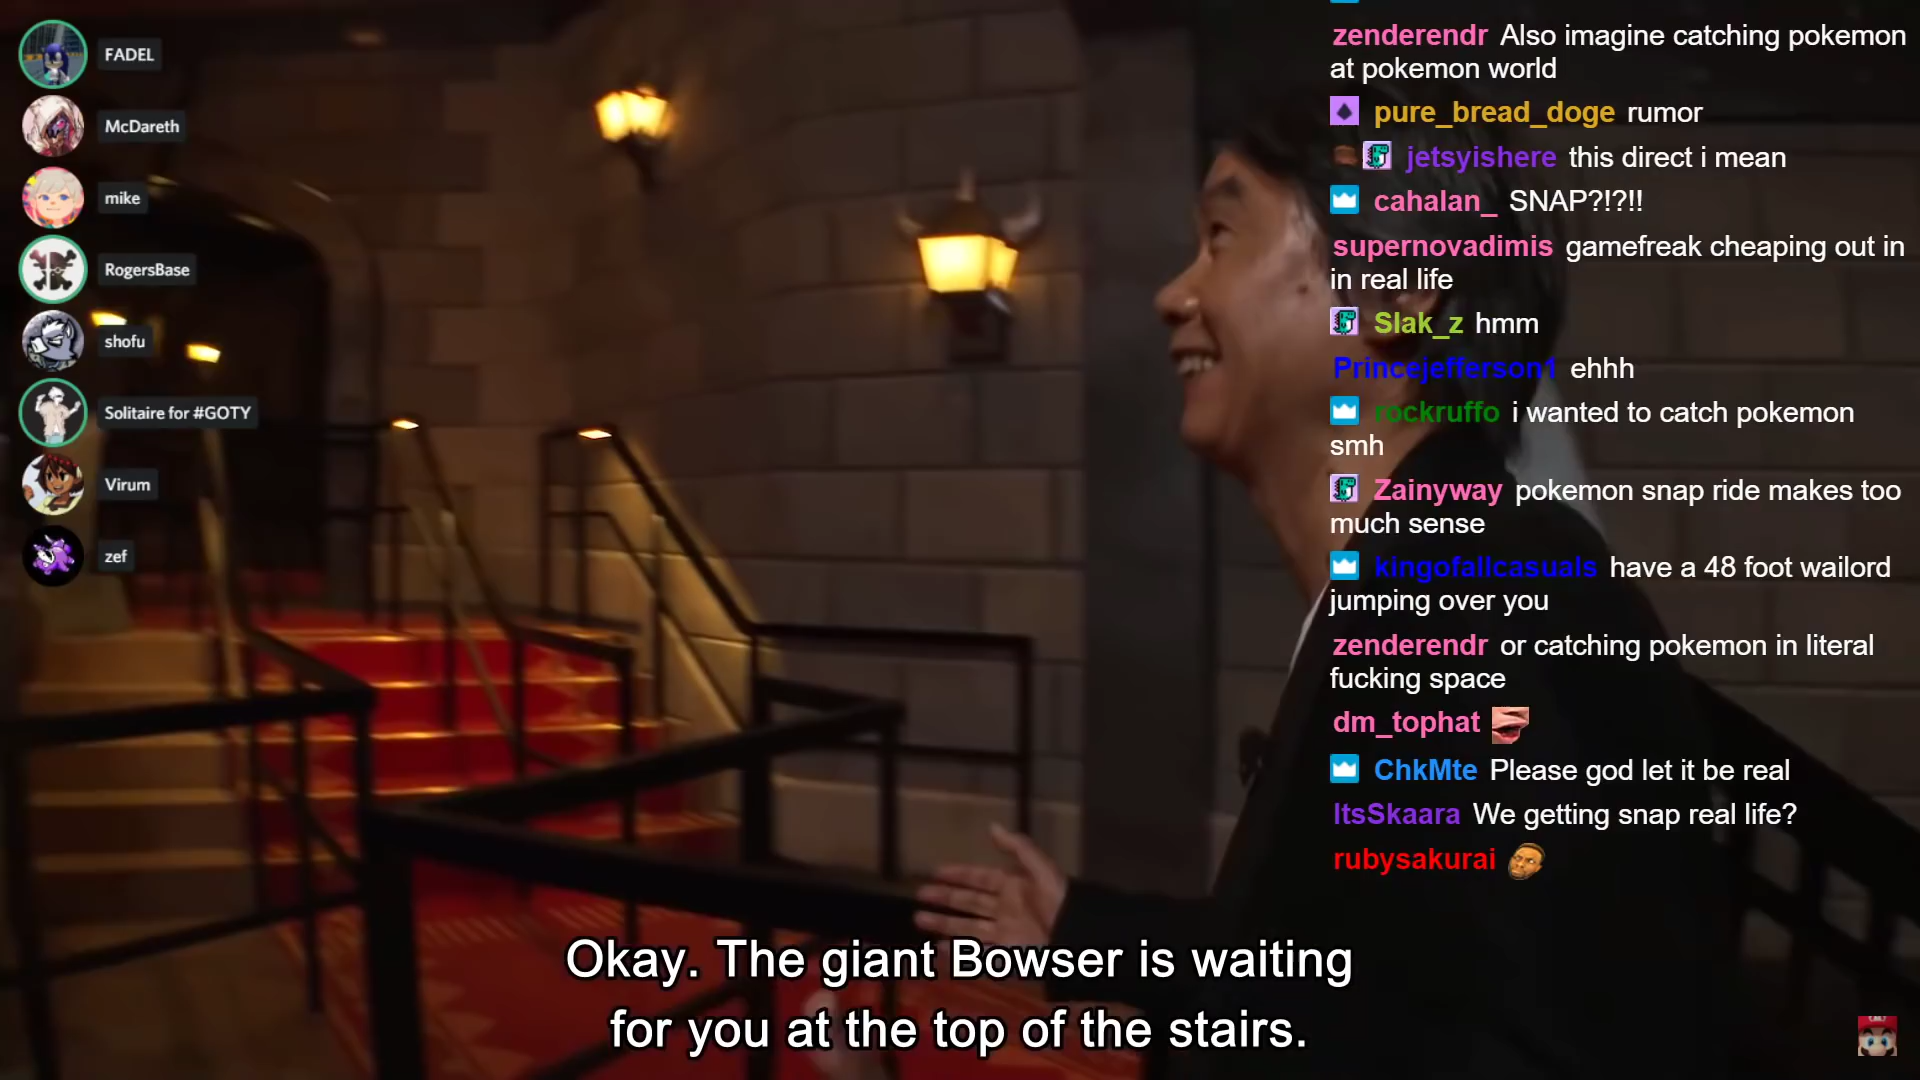 FADEL
McDareth
mike
RogersBase
shofu
Solitaire for #GOTY
Virum
zef
zenderendr Also imagine catching pokemon
at pokemon world
pure_bread_doge rumor
jetsyishere this direct i mean
cahalan_ SNAP?!?!!
supernovadimis gamefreak cheaping out in
in real life
Slak_z hmm
Princejefferson1 ehhh
rockruffo i wanted to catch pokemon
smh
Zainyway pokemon snap ride makes too
much sense
kingofallcasuals have a 48 foot wailord
jumping over you
zenderendr or catching pokemon in literal
fucking space
dm_tophat
ChkMte Please god let it be real
ItsSkaara We getting snap real life?
rubysakurai
Okay. The giant Bowser is waiting
for you at the top of the stairs.